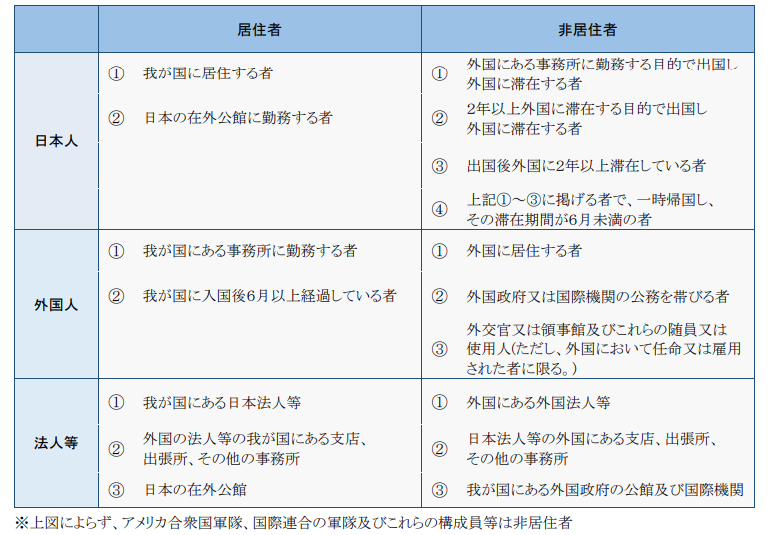 居住者
非居住者
日本人
① 我が国に居住する者
② 日本の在外公館に勤務する者
① 外国にある事務所に勤務する目的で出国し
外国に滞在する者
② 2年以上外国に滞在する目的で出国し
外国に滞在する者
③ 出国後外国に2年以上滞在している者
④ 上記①~③に掲げる者で、一時帰国し、
その滞在期間が6月未満の者
外国人
① 我が国にある事務所に勤務する者
② 我が国に入国後6月以上経過している者
① 外国に居住する者
② 外国政府又は国際機関の公務を帯びる者
③ 外交官又は領事館及びこれらの随員又は
使用人(ただし、外国において任命又は雇用
された者に限る。)
法人等
① 我が国にある日本法人等
② 外国の法人等の我が国にある支店、
出張所、その他の事務所
③ 日本の在外公館
① 外国にある外国法人等
② 日本法人等の外国にある支店、出張所、
その他の事務所
③ 我が国にある外国政府の公館及び国際機関
※上図によらず、アメリカ合衆国軍隊、国際連合の軍隊及びこれらの構成員等は非居住者